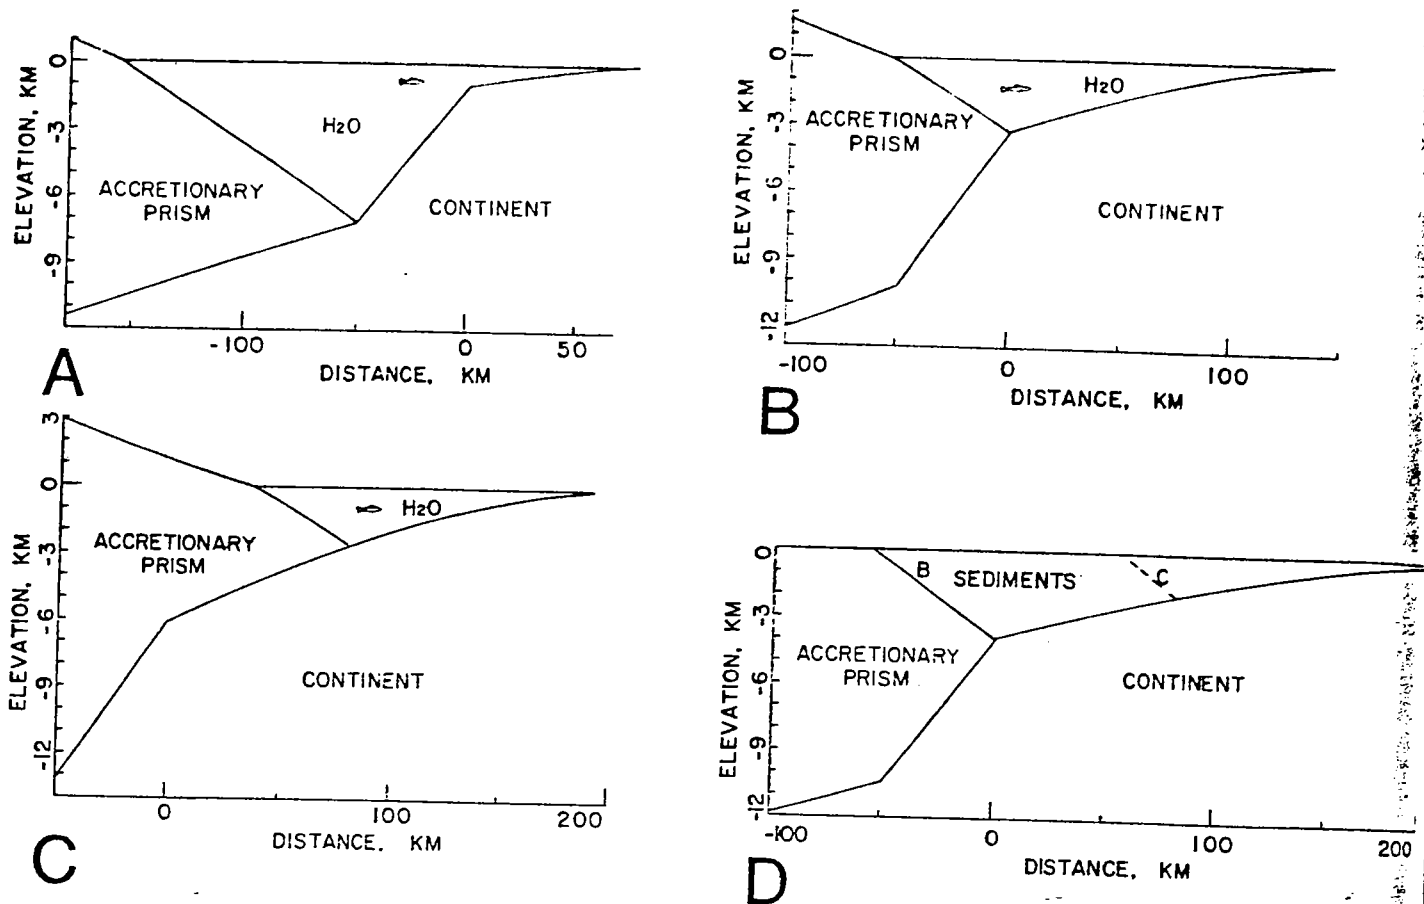 ELEVATION, KM
0
-3
-6
-9
H2O
ACCRETIONARY
PRISM
CONTINENT
-100
0
50
DISTANCE, KM
A
ELEVATION, KM
0
-3
-6
-9
-12
H2O
ACCRETIONARY
PRISM
CONTINENT
-100
0
100
DISTANCE, KM
B
ELEVATION, KM
3
0
-3
-6
-9
-12
H2O
ACCRETIONARY
PRISM
CONTINENT
0
100
200
DISTANCE. KM
C
ELEVATION, KM
0
-3
-6
-9
-12
B
SEDIMENTS
C
ACCRETIONARY
PRISM
CONTINENT
-100
0
100
200
DISTANCE, KM
D